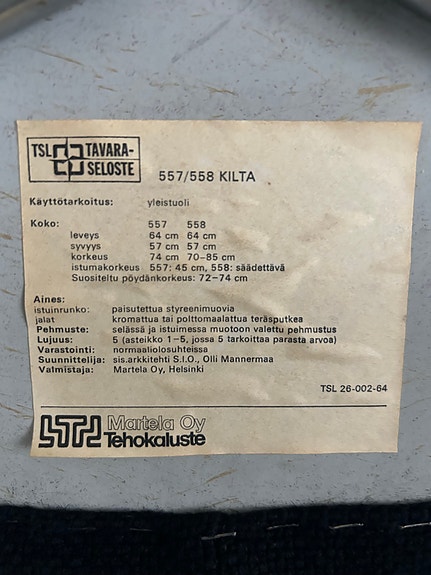 TSL TAVARA-
SELOSTE
557/558 KILTA
Käyttötarkoitus: yleistuoli
Koko: 557 558
leveys 64 cm 64 cm
syvyys 57 cm 57 cm
korkeus 74 cm 70–85 cm
istumakorkeus 557: 45 cm, 558: säädettävä
Suositeltu pöydänkorkeus: 72–74 cm
Aines:
istuinrunko: paisutettua styreenimuovia
jalat kromattua tai polttomaalattua teräsputkea
Pehmuste: selässä ja istuimessa muotoon valettu pehmustus
Lujuus: 5 (asteikko 1–5, jossa 5 tarkoittaa parasta arvoa)
Varastointi: normaaliolosuhteissa
Suunnittelija: sis.arkkitehti S.I.O., Olli Mannermaa
Valmistaja: Martela Oy, Helsinki
TSL 26-002-64
Martela Oy
Tehokaluste